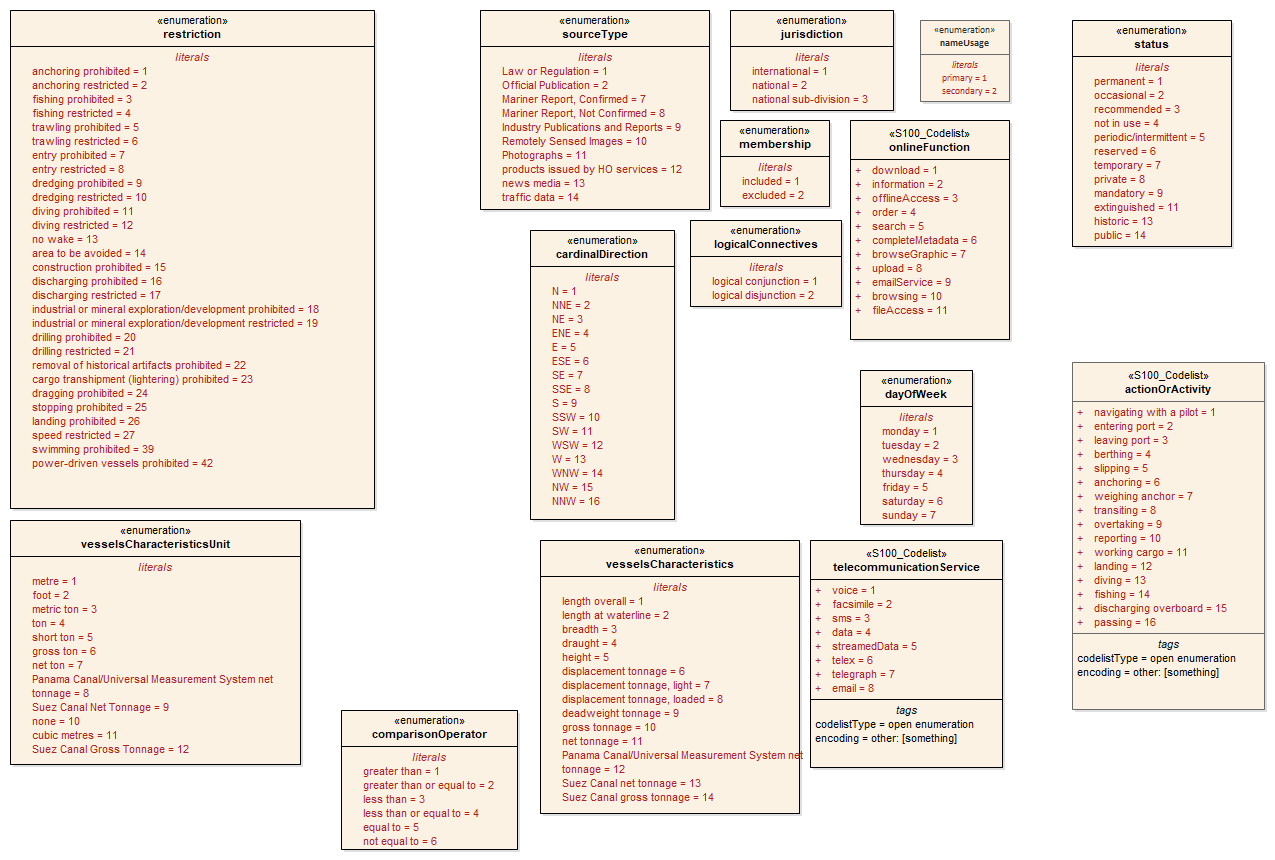 «enumeration»
restriction
literals
anchoring prohibited = 1
anchoring restricted = 2
fishing prohibited = 3
fishing restricted = 4
trawling prohibited = 5
trawling restricted = 6
entry prohibited = 7
entry restricted = 8
dredging prohibited = 9
dredging restricted = 10
diving prohibited = 11
diving restricted = 12
no wake = 13
area to be avoided = 14
construction prohibited = 15
discharging prohibited = 16
discharging restricted = 17
industrial or mineral exploration/development prohibited = 18
industrial or mineral exploration/development restricted = 19
drilling prohibited = 20
drilling restricted = 21
removal of historical artifacts prohibited = 22
cargo transhipment (lightering) prohibited = 23
dragging prohibited = 24
stopping prohibited = 25
landing prohibited = 26
speed restricted = 27
swimming prohibited = 39
power-driven vessels prohibited = 42
«enumeration»
sourceType
literals
Law or Regulation = 1
Official Publication = 2
Mariner Report, Confirmed = 7
Mariner Report, Not Confirmed = 8
Industry Publications and Reports = 9
Remotely Sensed Images = 10
Photographs = 11
products issued by HO services = 12
news media = 13
traffic data = 14
«enumeration»
jurisdiction
literals
international = 1
national = 2
national sub-division = 3
«enumeration»
nameUsage
literals
primary = 1
secondary = 2
«enumeration»
status
literals
permanent = 1
occasional = 2
recommended = 3
not in use = 4
periodic/intermittent = 5
reserved = 6
temporary = 7
private = 8
mandatory = 9
extinguished = 11
historic = 13
public = 14
«enumeration»
membership
literals
included = 1
excluded = 2
«S100_Codelist»
onlineFunction
+ download = 1
+ information = 2
+ offlineAccess = 3
+ order = 4
+ search = 5
+ completeMetadata = 6
+ browseGraphic = 7
+ upload = 8
+ emailService = 9
+ browsing = 10
+ fileAccess = 11
«enumeration»
cardinalDirection
literals
N = 1
NNE = 2
NE = 3
ENE = 4
E = 5
ESE = 6
SE = 7
SSE = 8
S = 9
SSW = 10
SW = 11
WSW = 12
W = 13
WNW = 14
NW = 15
NNW = 16
«enumeration»
logicalConnectives
literals
logical conjunction = 1
logical disjunction = 2
«enumeration»
dayOfWeek
literals
monday = 1
tuesday = 2
wednesday = 3
thursday = 4
friday = 5
saturday = 6
sunday = 7
«S100_Codelist»
actionOrActivity
+ navigating with a pilot = 1
+ entering port = 2
+ leaving port = 3
+ berthing = 4
+ slipping = 5
+ anchoring = 6
+ weighing anchor = 7
+ transiting = 8
+ overtaking = 9
+ reporting = 10
+ working cargo = 11
+ landing = 12
+ diving = 13
+ fishing = 14
+ discharging overboard = 15
+ passing = 16
tags
codelistType = open enumeration
encoding = other: [something]
«enumeration»
vesselsCharacteristicsUnit
literals
metre = 1
foot = 2
metric ton = 3
ton = 4
short ton = 5
gross ton = 6
net ton = 7
Panama Canal/Universal Measurement System net
tonnage = 8
Suez Canal Net Tonnage = 9
none = 10
cubic metres = 11
Suez Canal Gross Tonnage = 12
«enumeration»
comparisonOperator
literals
greater than = 1
greater than or equal to = 2
less than = 3
less than or equal to = 4
equal to = 5
not equal to = 6
«enumeration»
vesselsCharacteristics
literals
length overall = 1
length at waterline = 2
breadth = 3
draught = 4
height = 5
displacement tonnage = 6
displacement tonnage, light = 7
displacement tonnage, loaded = 8
deadweight tonnage = 9
gross tonnage = 10
net tonnage = 11
Panama Canal/Universal Measurement System net
tonnage = 12
Suez Canal net tonnage = 13
Suez Canal gross tonnage = 14
«S100_Codelist»
telecommunicationService
+ voice = 1
+ facsimile = 2
+ sms = 3
+ data = 4
+ streamedData = 5
+ telex = 6
+ telegraph = 7
+ email = 8
tags
codelistType = open enumeration
encoding = other: [something]